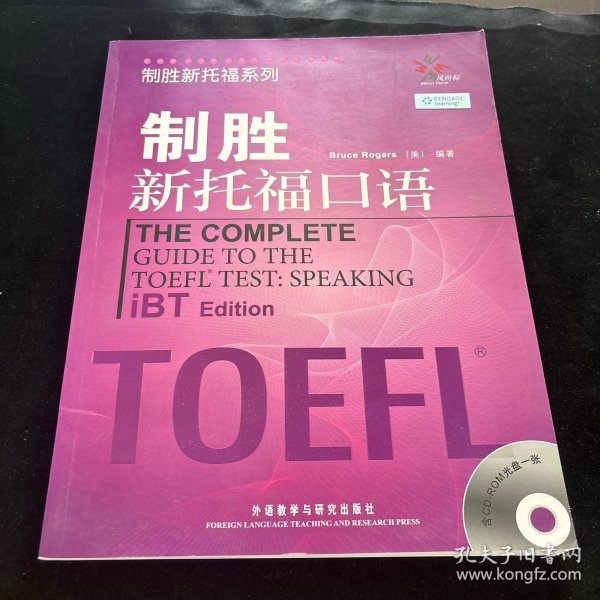 制胜新托福系列
风向标
Wind Vane
CENGAGE
Learning™
制胜
Bruce Rogers (美) 编著
新托福口语
THE COMPLETE
GUIDE TO THE
TOEFL® TEST: SPEAKING
iBT Edition
TOEFL®
含CD-ROM光盘一张
外语教学与研究出版社
FOREIGN LANGUAGE TEACHING AND RESEARCH PRESS
孔夫子旧书网
www.kongfz.com